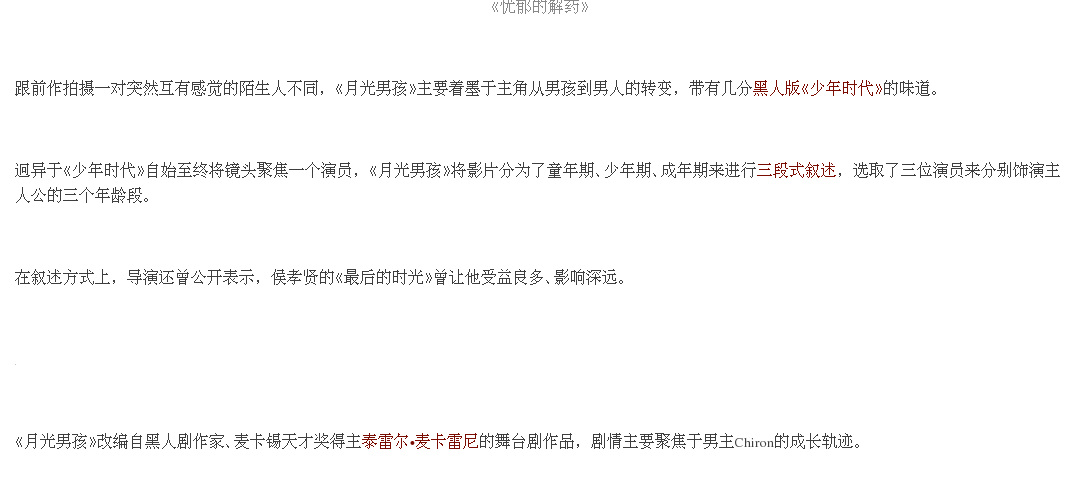 《忧郁的解药》
跟前作拍摄一对突然互有感觉的陌生人不同，《月光男孩》主要着墨于主角从男孩到男人的转变，带有几分黑人版《少年时代》的味道。
迥异于《少年时代》自始至终将镜头聚焦一个演员，《月光男孩》将影片分为了童年期、少年期、成年期来进行三段式叙述，选取了三位演员来分别饰演主
人公的三个年龄段。
在叙述方式上，导演还曾公开表示，侯孝贤的《最后的时光》曾让他受益良多、影响深远。
《月光男孩》改编自黑人剧作家、麦卡锡天才奖得主泰雷尔•麦卡雷尼的舞台剧作品，剧情主要聚焦于男主Chiron的成长轨迹。